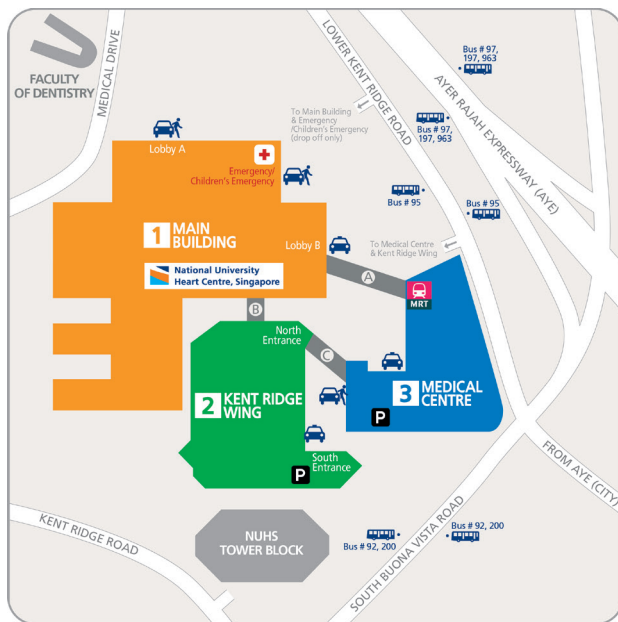 FACULTY
OF DENTISTRY
MEDICAL DRIVE
LOWER KENT RIDGE ROAD
Bus # 97,
197, 963
AYER RAJAH EXPRESSWAY (AYE)
To Main Building
& Emergency
/Children's Emergency
(drop off only)
Bus # 97,
197, 963
Lobby A
Emergency/
Children's Emergency
Bus # 95
Bus # 95
1 MAIN
BUILDING
Lobby B
To Medical Centre
& Kent Ridge Wing
National University
Heart Centre, Singapore
A
MRT
B
North
Entrance
C
2 KENT RIDGE
WING
3 MEDICAL
CENTRE
P
South
Entrance
P
FROM AYE (CITY)
KENT RIDGE ROAD
NUHS
TOWER BLOCK
Bus # 92, 200
Bus # 92, 200
SOUTH BUONA VISTA ROAD